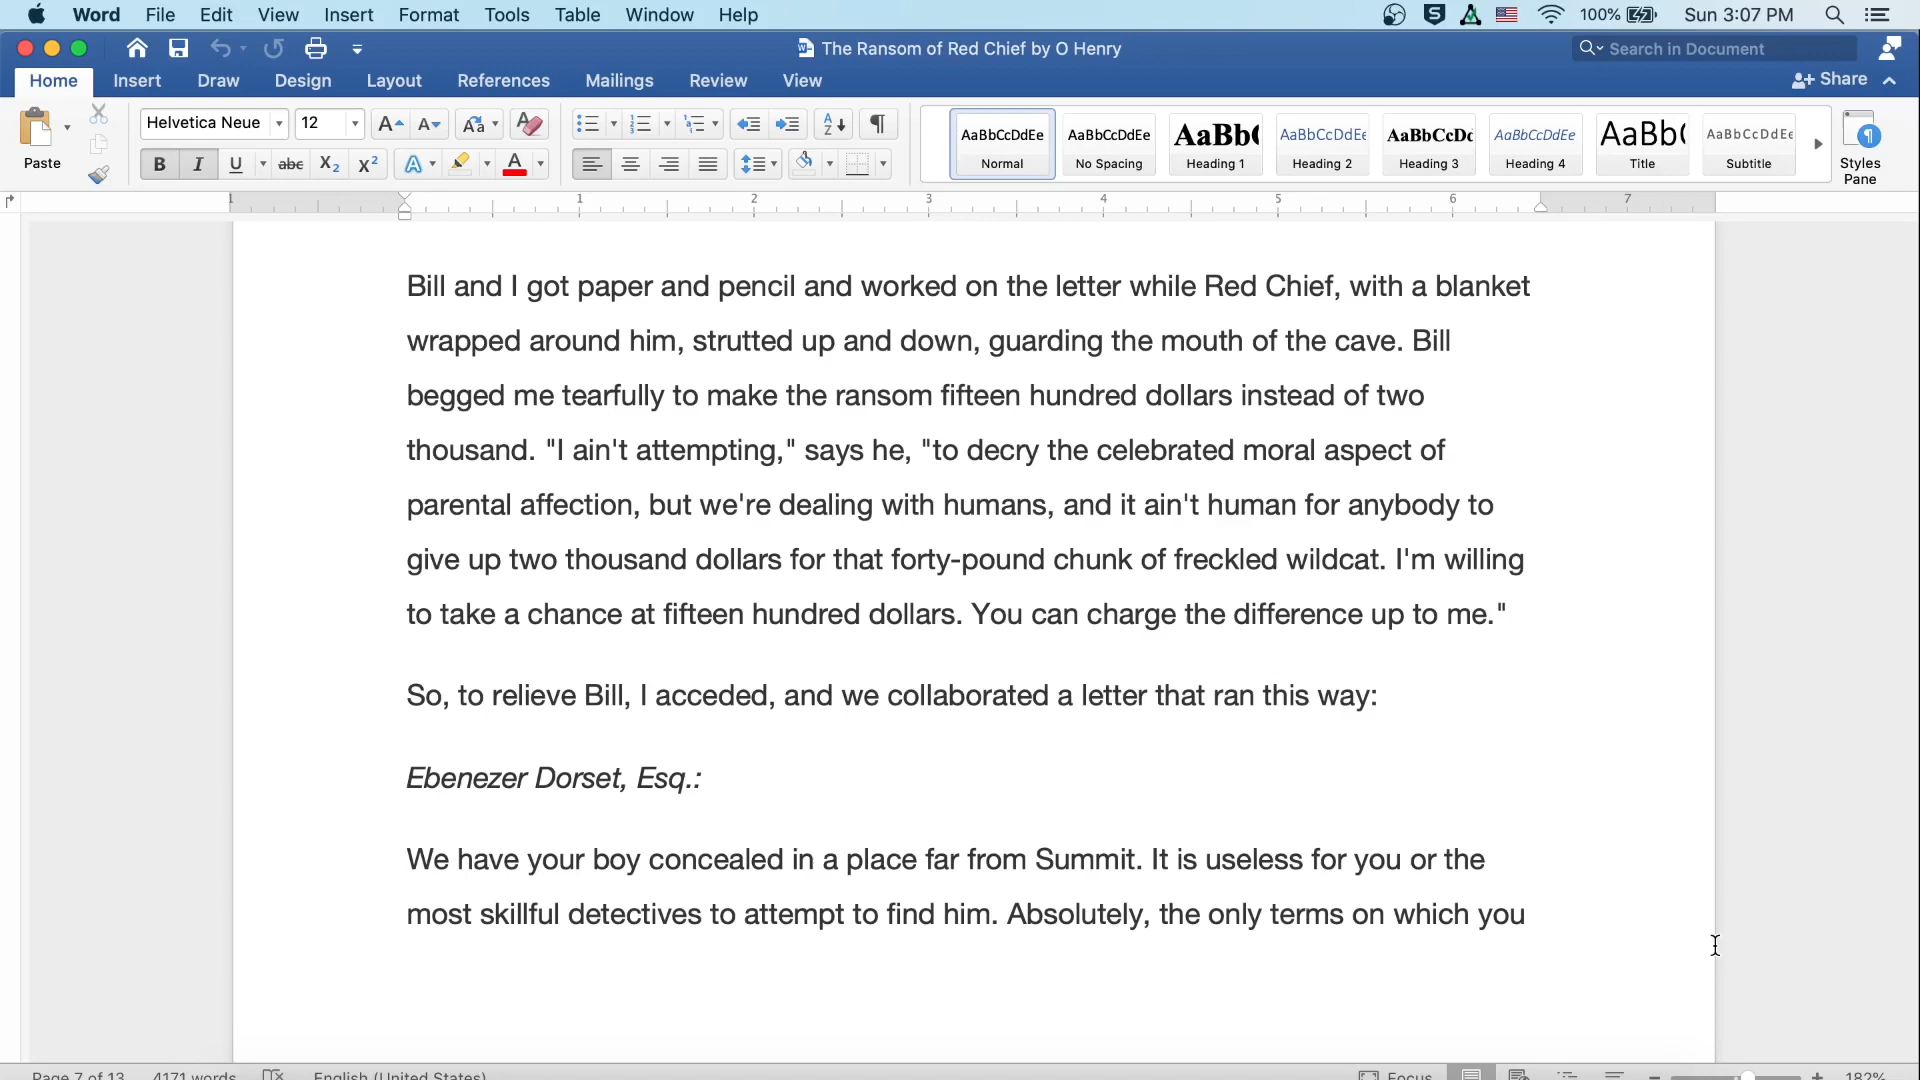 Word File Edit View Insert Format Tools Table Window Help 100% Sun 3:07 PM
The Ransom of Red Chief by O Henry Search in Document
Home Insert Draw Design Layout References Mailings Review View Share
Paste Helvetica Neue 12 Styles Pane
AaBbCcDdEe AaBbCcDdEe AaBb( AaBbCcDdEe AaBbCcDc AaBbCcDdEe AaBb( AaBbCcDdEe
Normal No Spacing Heading 1 Heading 2 Heading 3 Heading 4 Title Subtitle
1 1 2 3 4 5 6 7
Bill and I got paper and pencil and worked on the letter while Red Chief, with a blanket
wrapped around him, strutted up and down, guarding the mouth of the cave. Bill
begged me tearfully to make the ransom fifteen hundred dollars instead of two
thousand. "I ain't attempting," says he, "to decry the celebrated moral aspect of
parental affection, but we're dealing with humans, and it ain't human for anybody to
give up two thousand dollars for that forty-pound chunk of freckled wildcat. I'm willing
to take a chance at fifteen hundred dollars. You can charge the difference up to me."
So, to relieve Bill, I acceded, and we collaborated a letter that ran this way:
Ebenezer Dorset, Esq.:
We have your boy concealed in a place far from Summit. It is useless for you or the
most skillful detectives to attempt to find him. Absolutely, the only terms on which you
Page 7 of 13 4171 words English (United States) Focus 182%